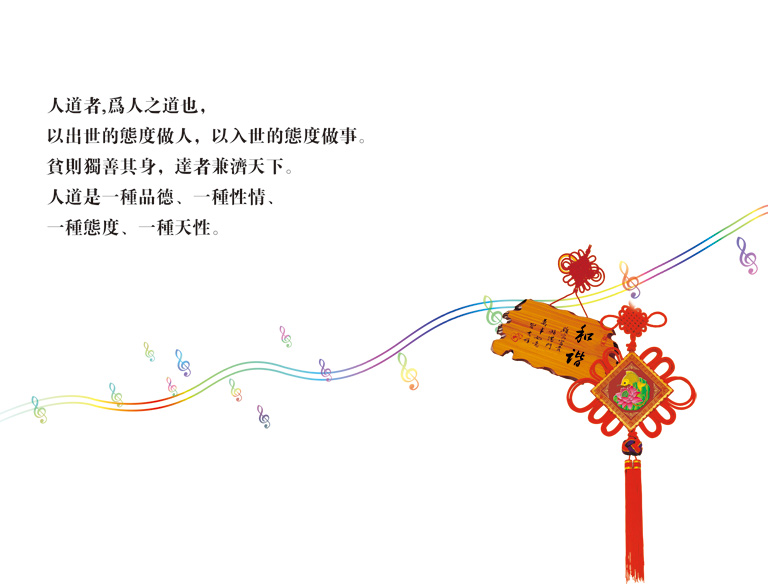 人道者,爲人之道也，
以出世的態度做人，以入世的態度做事。
貧則獨善其身，達者兼濟天下。
人道是一種品德、一種性情、
一種態度、一種天性。
和諧